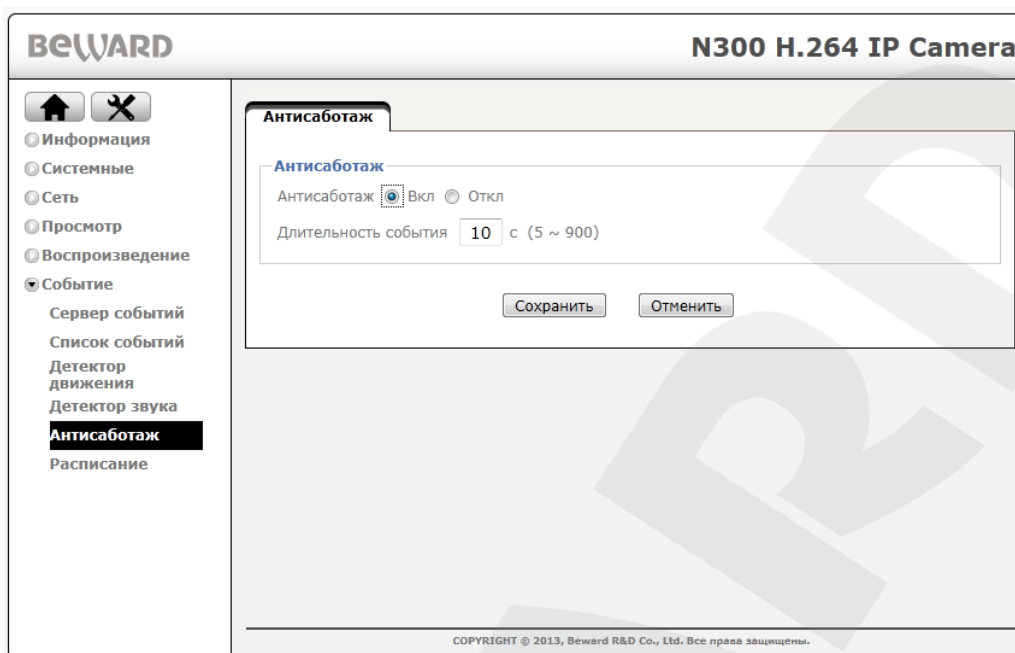 BEWARD
N300 H.264 IP Camera
Информация
Системные
Сеть
Просмотр
Воспроизведение
Событие
Сервер событий
Список событий
Детектор
движения
Детектор звука
Антисаботаж
Расписание
Антисаботаж
Антисаботаж
Антисаботаж Вкл Откл
Длительность события 10 с (5 ~ 900)
Сохранить Отменить
COPYRIGHT © 2013, Beward R&D Co., Ltd. Все права защищены.